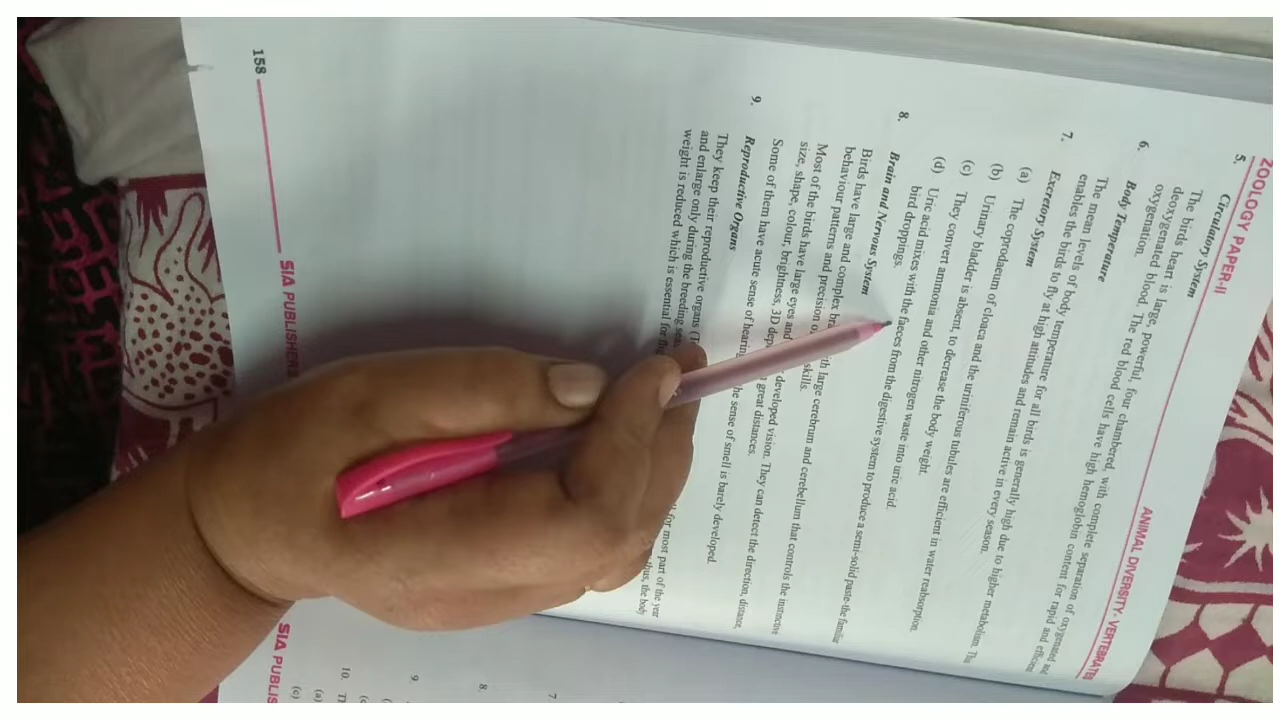 ZOOLOGY PAPER-II
ANIMAL DIVERSITY- VERTEBRATES
5. Circulatory System
The birds heart is large, powerful, four chambered, with complete separation of oxygenated and
deoxygenated blood. The red blood cells have high hemoglobin content for rapid and efficient
oxygenation.
6. Body Temperature
The mean levels of body temperature for all birds is generally high due to higher metabolism. This
enables the birds to fly at high attitudes and remain active in every season.
7. Excretory System
(a) The coprodaeum of cloaca and the uriniferous tubules are efficient in water reabsorption.
(b) Urinary bladder is absent, to decrease the body weight.
(c) They convert ammonia and other nitrogen waste into uric acid.
(d) Uric acid mixes with the faeces from the digestive system to produce a semi-solid paste-the familiar
bird droppings.
8. Brain and Nervous System
Birds have large and complex with large cerebrum and cerebellum that controls the instinctive
behaviour patterns and precision skills.
Most of the birds have large eyes and developed vision. They can detect the direction, distance,
size, shape, colour, brightness, 3D great distances.
Some of them have acute sense of hearing the sense of smell is barely developed.
9. Reproductive Organs
They keep their reproductive organs for most part of the year
and enlarge only during the breeding thus, the body
weight is reduced which is essential for
158
SIA PUBLISHERS
7
8.
9.
10.
(a)
(c)
SIA PUBLIS